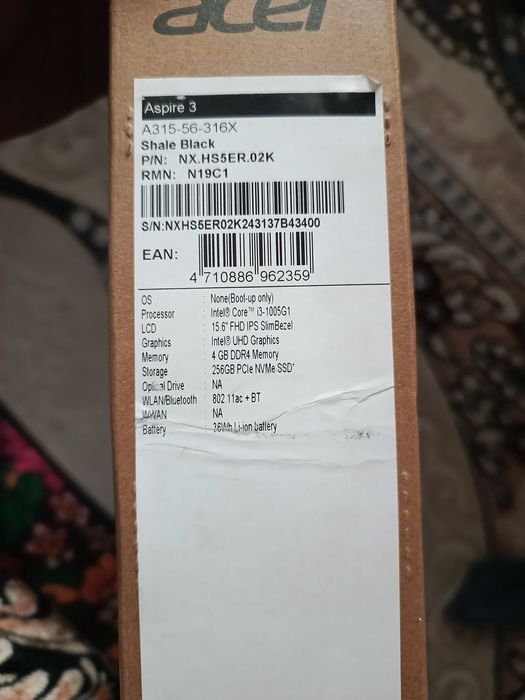 acer
Aspire 3
A315-56-316X
Shale Black
P/N: NX.HS5ER.02K
RMN: N19C1
S/N:NXHS5ER02K243137B43400
EAN:
4 710886 962359
OS : None(Boot-up only)
Processor : Intel® Core™ i3-1005G1
LCD : 15.6" FHD IPS SlimBezel
Graphics : Intel® UHD Graphics
Memory : 4 GB DDR4 Memory
Storage : 256GB PCIe NVMe SSD*
Optical Drive : NA
WLAN/Bluetooth : 802.11ac + BT
WWAN : NA
Battery : 36Wh Li-ion battery